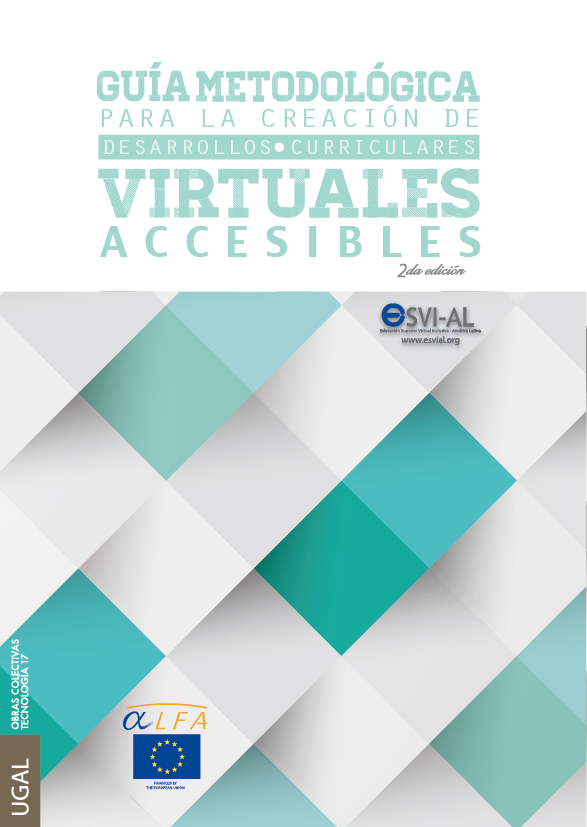 GUÍA METODOLÓGICA
PARA LA CREACIÓN DE
DESARROLLOS•CURRICULARES
VIRTUALES
ACCESIBLES
2da edición
eSVI-AL
Educación Superior Virtual Inclusiva - América Latina
www.esvial.org
OBRAS COLECTIVAS
TECNOLOGÍA 17
UGAL
αLFA
FINANCED BY
THE EUROPEAN UNION